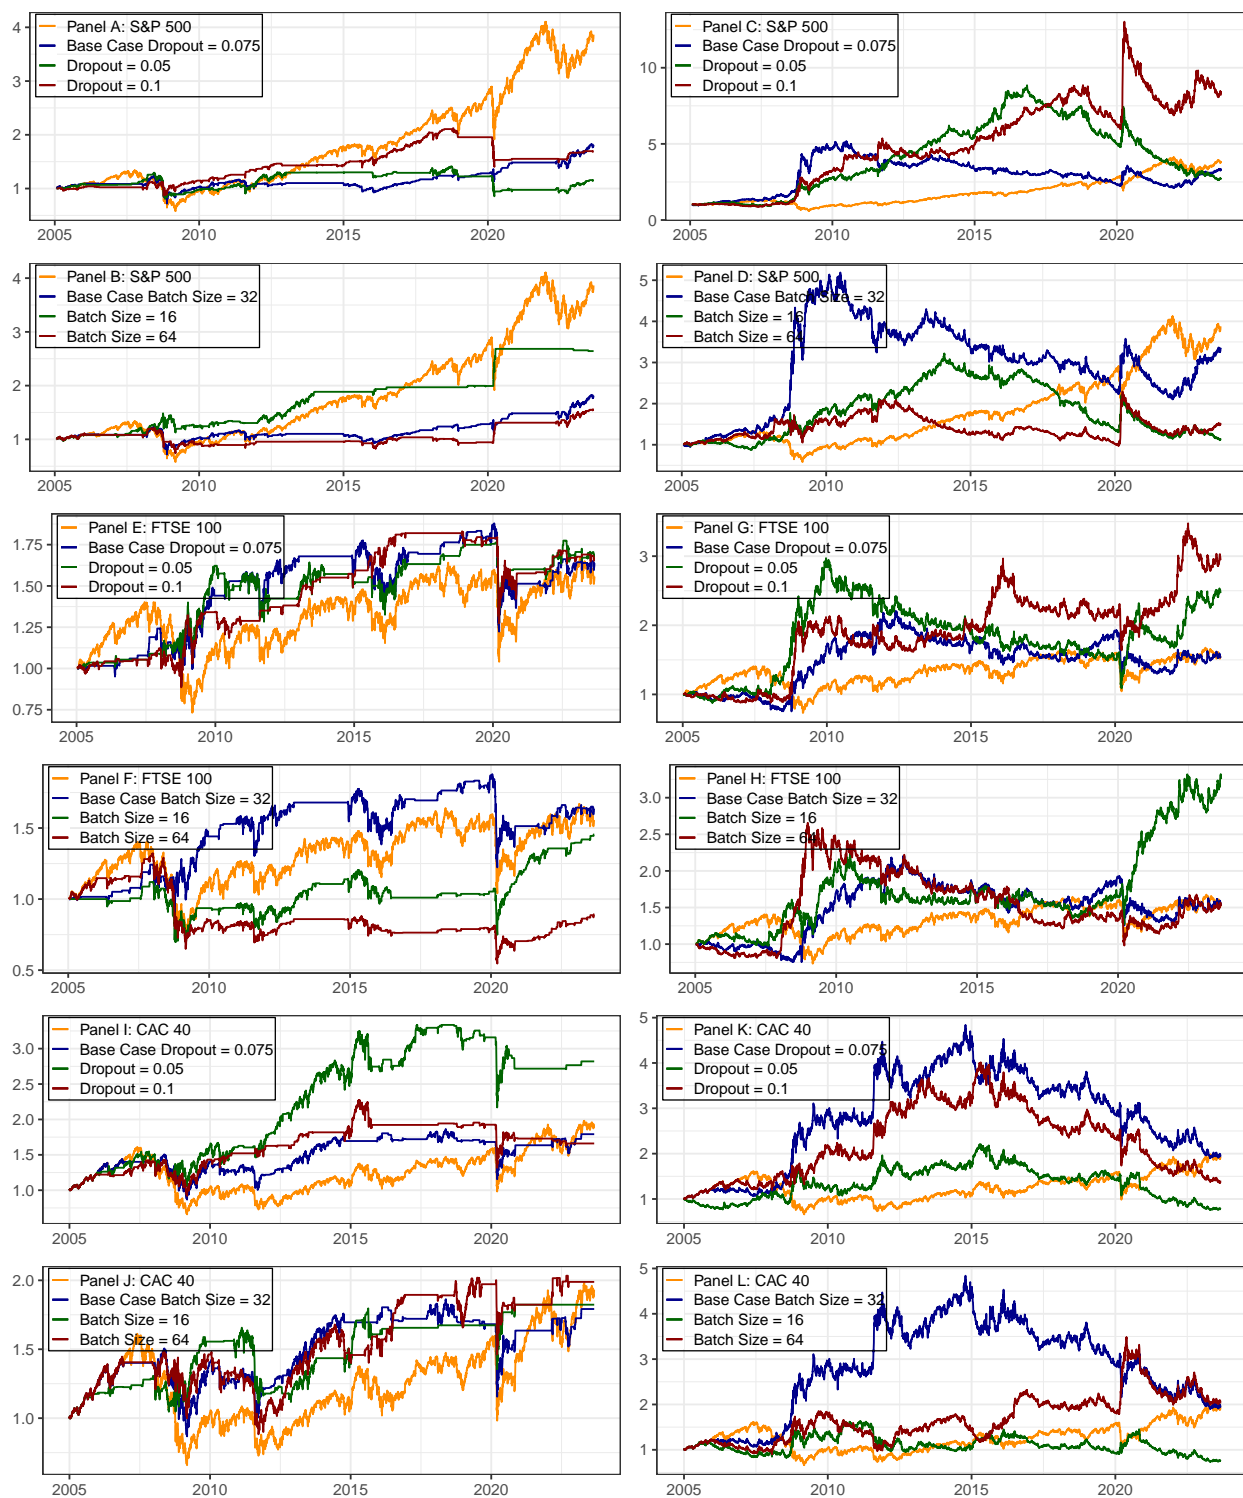 Panel A: S&P 500
Base Case Dropout = 0.075
Dropout = 0.05
Dropout = 0.1
4
3
2
1
2005 2010 2015 2020
Panel C: S&P 500
Base Case Dropout = 0.075
Dropout = 0.05
Dropout = 0.1
10
5
0
2005 2010 2015 2020
Panel B: S&P 500
Base Case Batch Size = 32
Batch Size = 16
Batch Size = 64
4
3
2
1
2005 2010 2015 2020
Panel D: S&P 500
Base Case Batch Size = 32
Batch Size = 16
Batch Size = 64
5
4
3
2
1
2005 2010 2015 2020
Panel E: FTSE 100
Base Case Dropout = 0.075
Dropout = 0.05
Dropout = 0.1
1.75
1.50
1.25
1.00
0.75
2005 2010 2015 2020
Panel G: FTSE 100
Base Case Dropout = 0.075
Dropout = 0.05
Dropout = 0.1
3
2
1
2005 2010 2015 2020
Panel F: FTSE 100
Base Case Batch Size = 32
Batch Size = 16
Batch Size = 64
1.5
1.0
0.5
2005 2010 2015 2020
Panel H: FTSE 100
Base Case Batch Size = 32
Batch Size = 16
Batch Size = 64
3.0
2.5
2.0
1.5
1.0
2005 2010 2015 2020
Panel I: CAC 40
Base Case Dropout = 0.075
Dropout = 0.05
Dropout = 0.1
3.0
2.5
2.0
1.5
1.0
2005 2010 2015 2020
Panel K: CAC 40
Base Case Dropout = 0.075
Dropout = 0.05
Dropout = 0.1
5
4
3
2
1
2005 2010 2015 2020
Panel J: CAC 40
Base Case Batch Size = 32
Batch Size = 16
Batch Size = 64
2.0
1.5
1.0
2005 2010 2015 2020
Panel L: CAC 40
Base Case Batch Size = 32
Batch Size = 16
Batch Size = 64
5
4
3
2
1
2005 2010 2015 2020